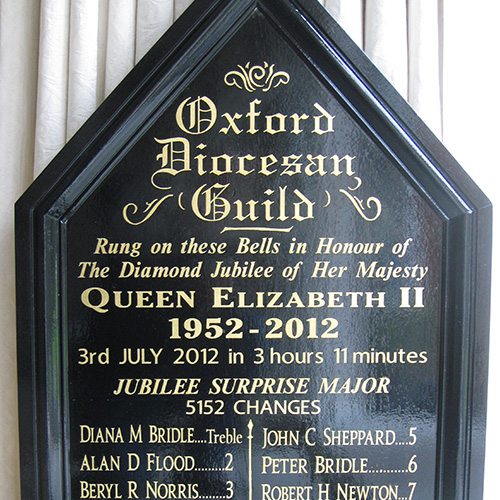 Oxford
Diocesan
Guild
Rung on these Bells in Honour of
The Diamond Jubilee of Her Majesty
QUEEN ELIZABETH II
1952-2012
3rd JULY 2012 in 3 hours 11 minutes
JUBILEE SURPRISE MAJOR
5152 CHANGES
DIANA M BRIDLE....Treble
ALAN D FLOOD.........2
BERYL R NORRIS.......3
JOHN C SHEPPARD....5
PETER BRIDLE..........6
ROBERT H NEWTON...7